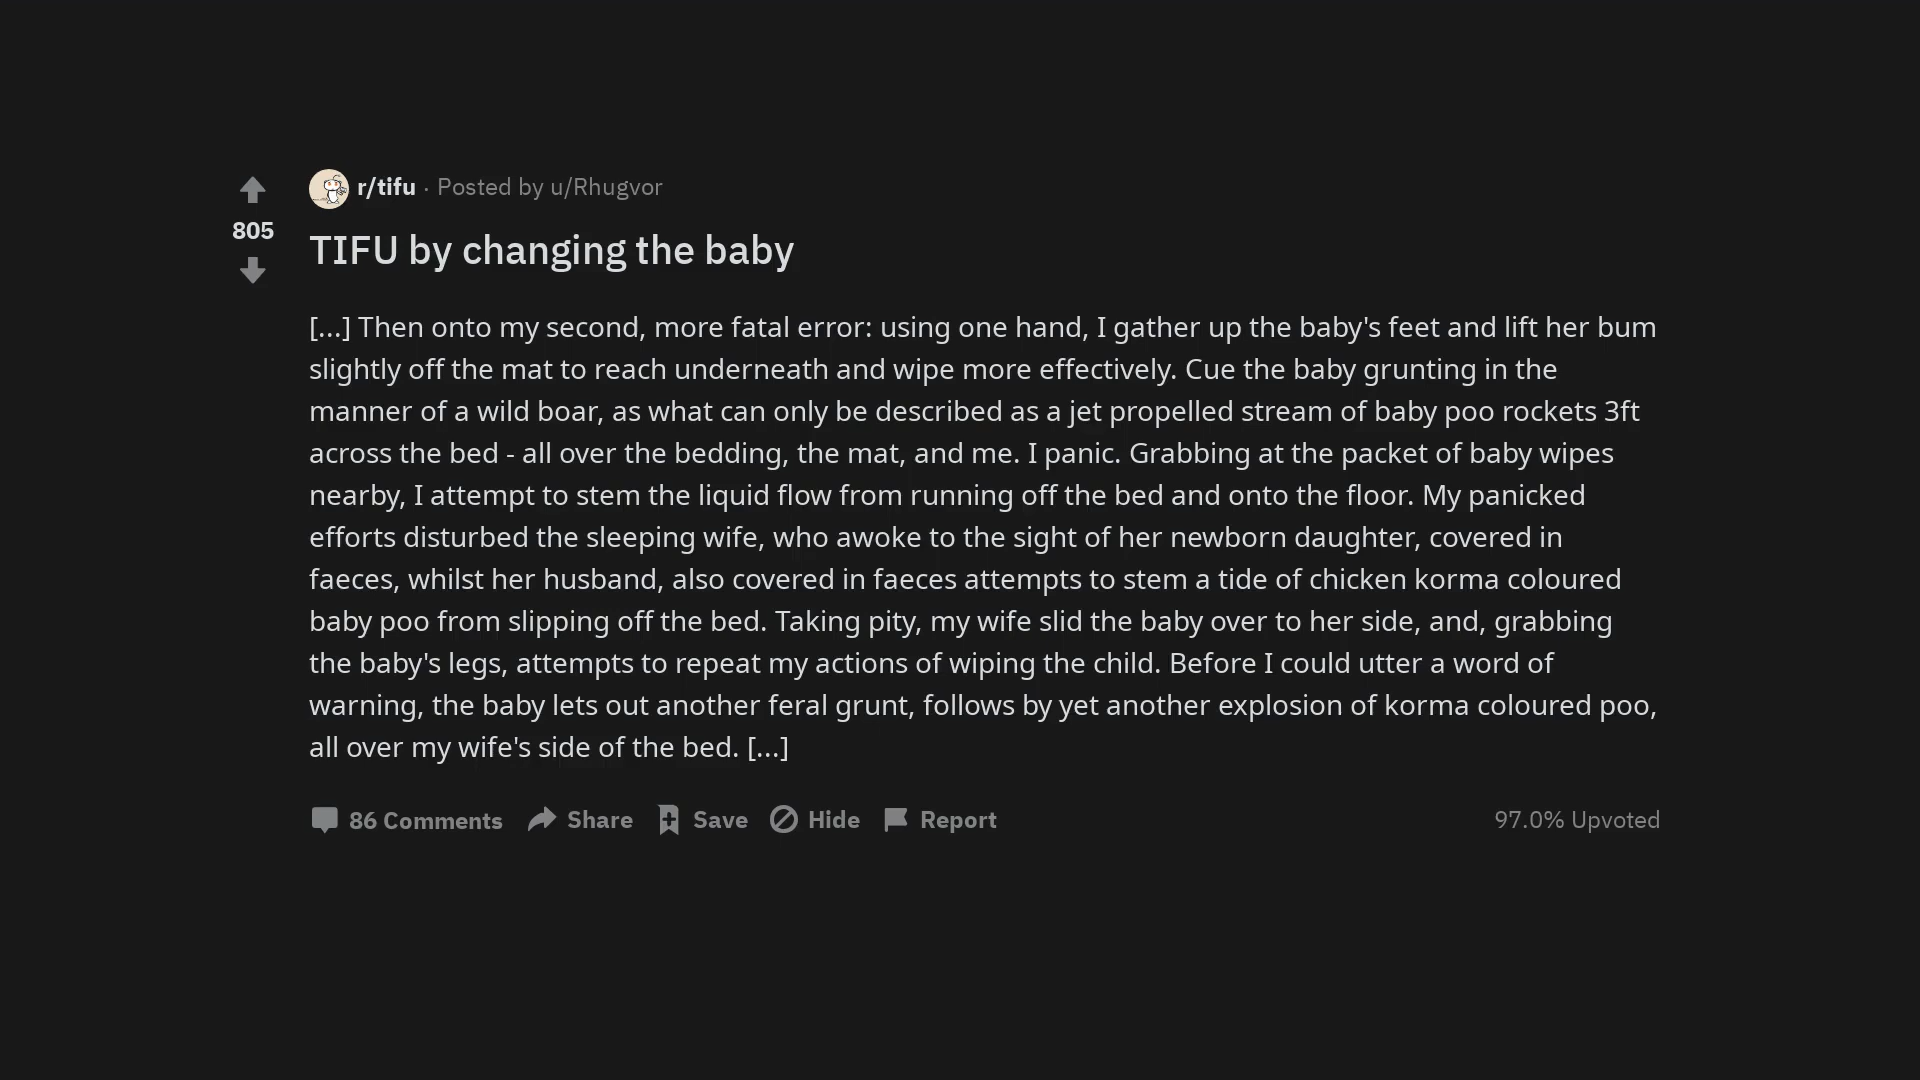 r/tifu · Posted by u/Rhugvor
805
TIFU by changing the baby
[...] Then onto my second, more fatal error: using one hand, I gather up the baby's feet and lift her bum
slightly off the mat to reach underneath and wipe more effectively. Cue the baby grunting in the
manner of a wild boar, as what can only be described as a jet propelled stream of baby poo rockets 3ft
across the bed - all over the bedding, the mat, and me. I panic. Grabbing at the packet of baby wipes
nearby, I attempt to stem the liquid flow from running off the bed and onto the floor. My panicked
efforts disturbed the sleeping wife, who awoke to the sight of her newborn daughter, covered in
faeces, whilst her husband, also covered in faeces attempts to stem a tide of chicken korma coloured
baby poo from slipping off the bed. Taking pity, my wife slid the baby over to her side, and, grabbing
the baby's legs, attempts to repeat my actions of wiping the child. Before I could utter a word of
warning, the baby lets out another feral grunt, follows by yet another explosion of korma coloured poo,
all over my wife's side of the bed. [...]
86 Comments Share Save Hide Report 97.0% Upvoted